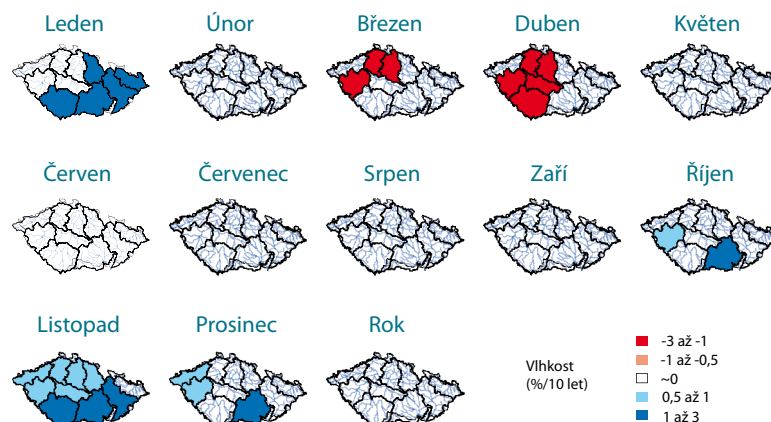 Leden Únor Březen Duben Květen
Červen Červenec Srpen Zaří Říjen
Listopad Prosinec Rok
Vlhkost
(%/10 let)
-3 až -1
-1 až -0,5
~0
0,5 až 1
1 až 3